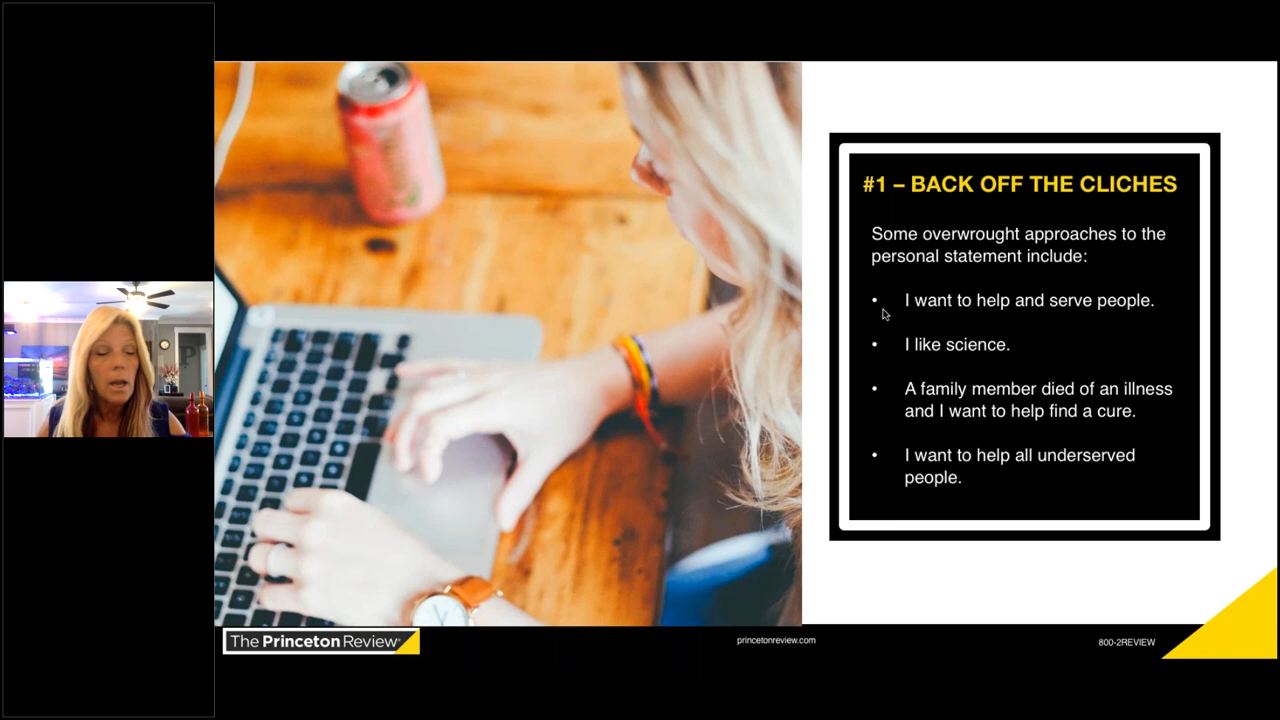 #1 – BACK OFF THE CLICHES
Some overwrought approaches to the
personal statement include:
• I want to help and serve people.
• I like science.
• A family member died of an illness
and I want to help find a cure.
• I want to help all underserved
people.
The Princeton Review
princetonreview.com
800-2REVIEW